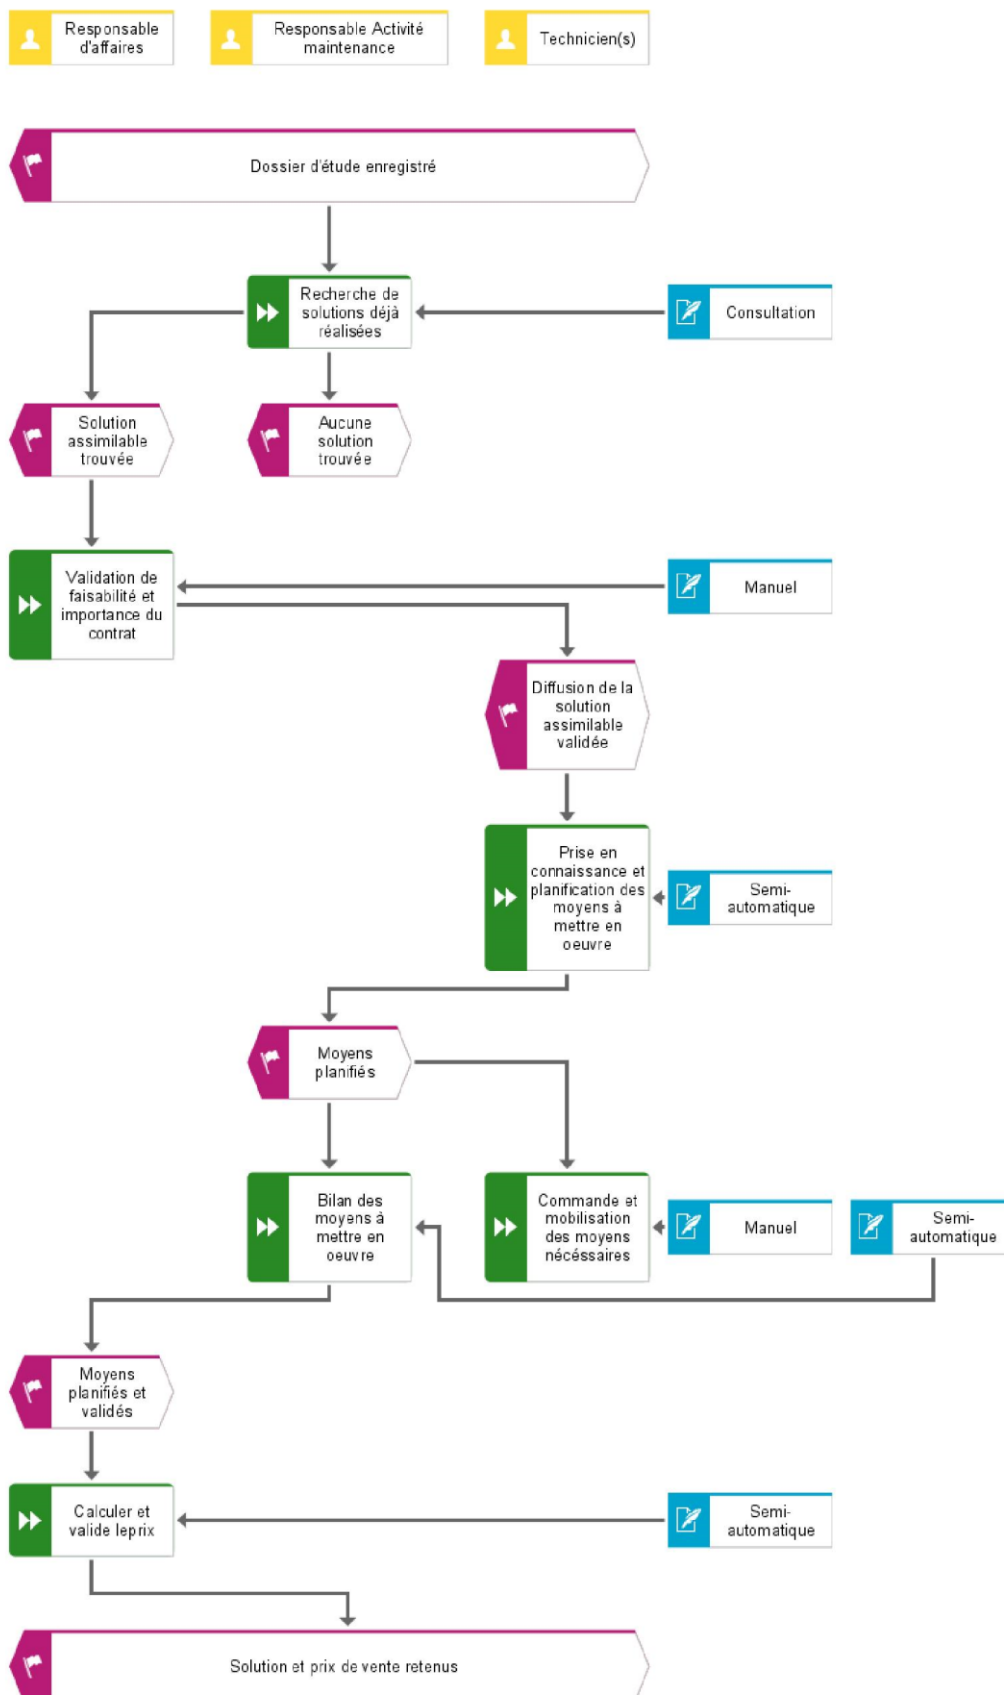 Responsable
d'affaires
Responsable Activité
maintenance
Technicien(s)
Dossier d'étude enregistré
Recherche de
solutions déjà
réalisées
Consultation
Solution
assimilable
trouvée
Aucune
solution
trouvée
Validation de
faisabilité et
importance du
contrat
Manuel
Diffusion de la
solution
assimilable
validée
Prise en
connaissance et
planification des
moyens à
mettre en
oeuvre
Semi-
automatique
Moyens
planifiés
Bilan des
moyens à
mettre en
oeuvre
Commande et
mobilisation
des moyens
nécéssaires
Manuel
Semi-
automatique
Moyens
planifiés et
validés
Calculer et
valide leprix
Semi-
automatique
Solution et prix de vente retenus